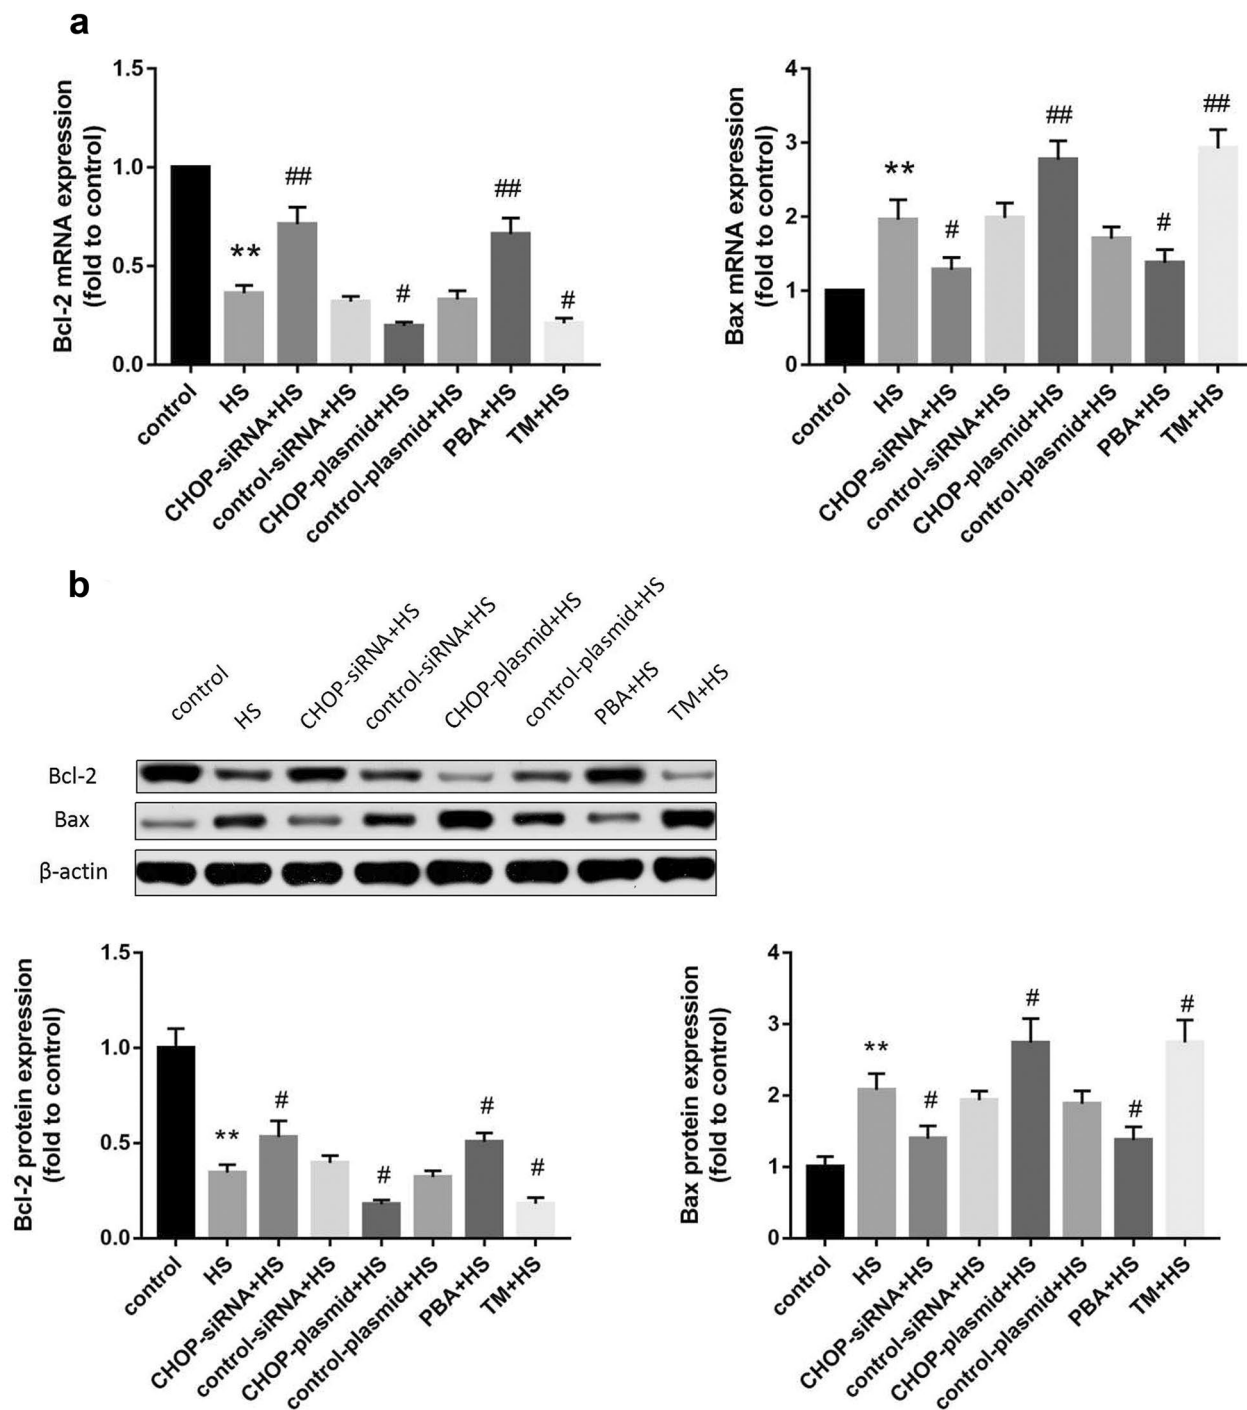 a
Bcl-2 mRNA expression
(fold to control)
1.5
1.0
0.5
0.0
**
##
#
##
#
control
HS
CHOP-siRNA+HS
control-siRNA+HS
CHOP-plasmid+HS
control-plasmid+HS
PBA+HS
TM+HS
Bax mRNA expression
(fold to control)
4
3
2
1
0
**
#
##
#
##
control
HS
CHOP-siRNA+HS
control-siRNA+HS
CHOP-plasmid+HS
control-plasmid+HS
PBA+HS
TM+HS
b
control
HS
CHOP-siRNA+HS
control-siRNA+HS
CHOP-plasmid+HS
control-plasmid+HS
PBA+HS
TM+HS
Bcl-2
Bax
β-actin
Bcl-2 protein expression
(fold to control)
1.5
1.0
0.5
0.0
**
#
#
#
#
control
HS
CHOP-siRNA+HS
control-siRNA+HS
CHOP-plasmid+HS
control-plasmid+HS
PBA+HS
TM+HS
Bax protein expression
(fold to control)
4
3
2
1
0
**
#
#
#
#
control
HS
CHOP-siRNA+HS
control-siRNA+HS
CHOP-plasmid+HS
control-plasmid+HS
PBA+HS
TM+HS